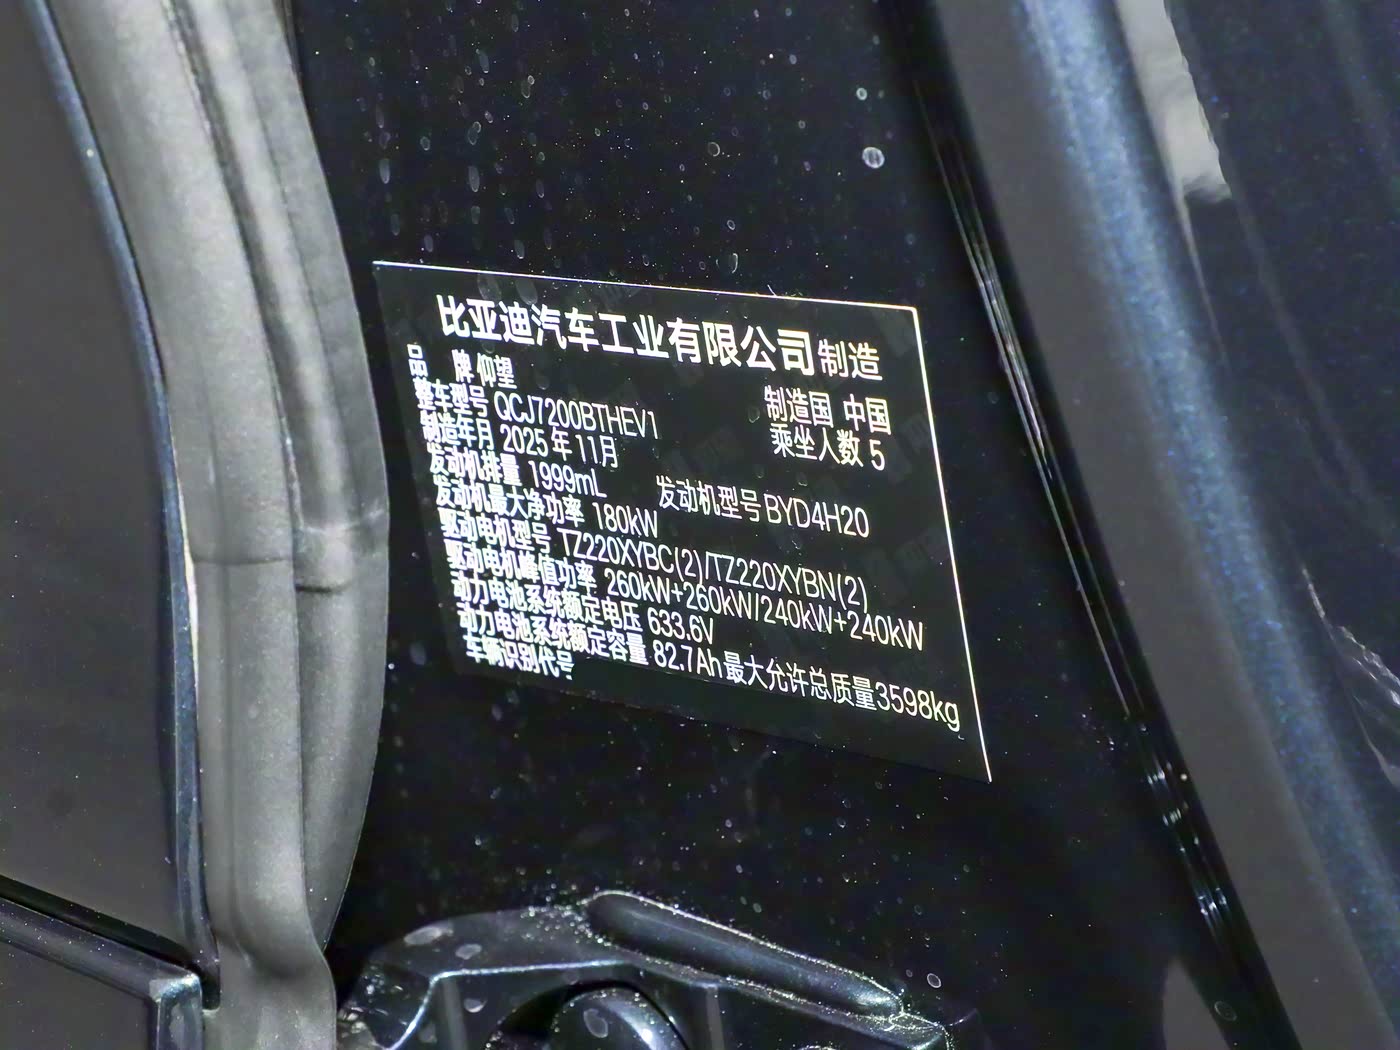 比亚迪汽车工业有限公司制造
品 牌 仰望
制造国 中国
整车型号 QCJ7200BTHEV1
乘坐人数 5
制造年月 2025年11月
发动机排量 1999mL
发动机型号 BYD4H20
发动机最大净功率 180kW
驱动电机型号 TZ220XYBC(2)/TZ220XYBN(2)
驱动电机峰值功率 260kW+260kW/240kW+240kW
动力电池系统额定电压 633.6V
动力电池系统额定容量 82.7Ah 最大允许总质量3598kg
车辆识别代号